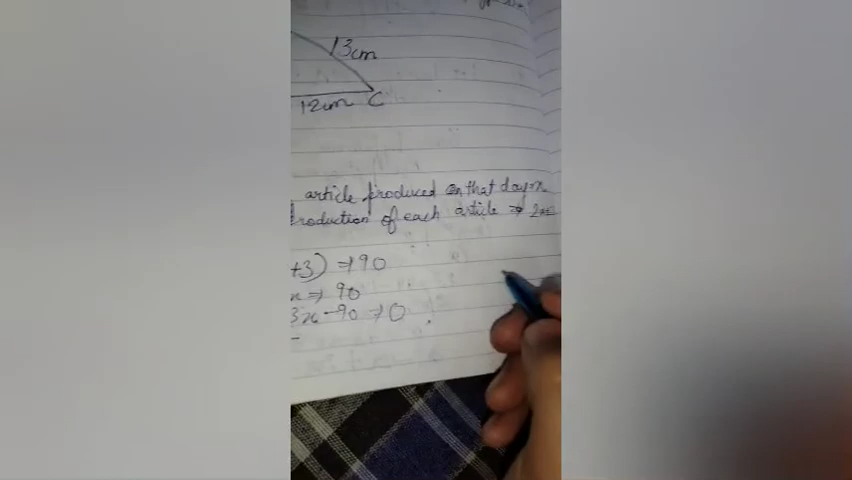 13cm
12cm C
article produced on that day=x
production of each article ⇒
+3) ⇒ 90
x ⇒ 90
3x - 90 ⇒ 0